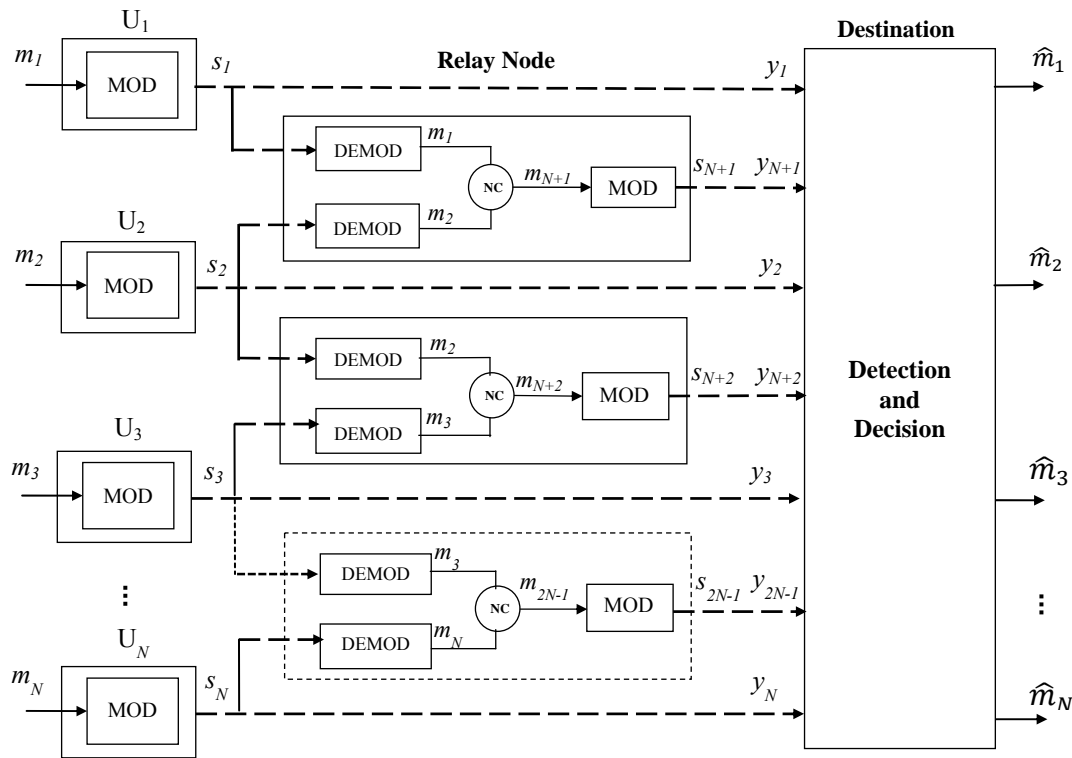 U1
Destination
m1
MOD
s1
Relay Node
y1
m̂1
DEMOD
m1
NC
mN+1
MOD
sN+1
yN+1
DEMOD
m2
U2
m2
MOD
s2
y2
m̂2
DEMOD
m2
NC
mN+2
MOD
sN+2
yN+2
DEMOD
m3
Detection
and
Decision
U3
m3
MOD
s3
y3
m̂3
DEMOD
m3
NC
m2N-1
MOD
s2N-1
y2N-1
...
...
DEMOD
mN
UN
mN
MOD
sN
yN
m̂N